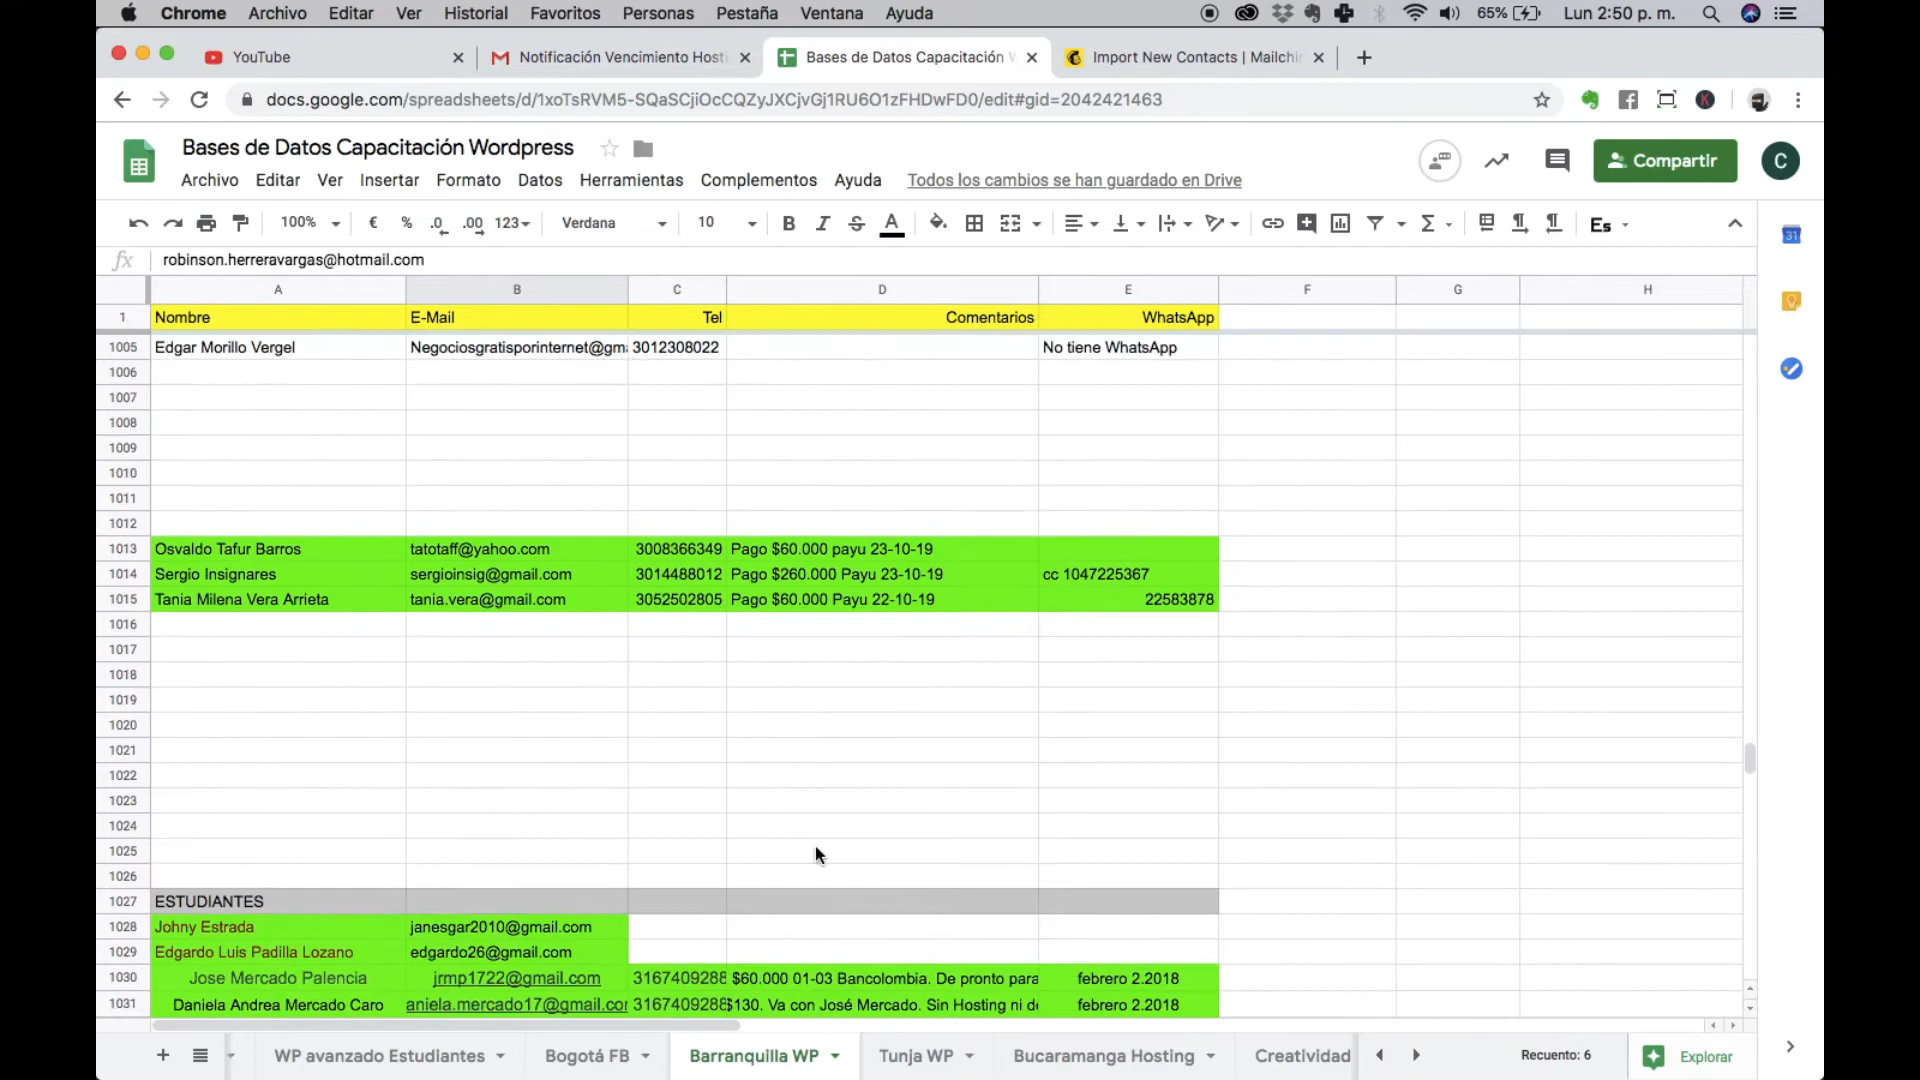 Chrome Archivo Editar Ver Historial Favoritos Personas Pestaña Ventana Ayuda 65% Lun 2:50 p. m.
YouTube Notificación Vencimiento Host Bases de Datos Capacitación W Import New Contacts | Mailchi
docs.google.com/spreadsheets/d/1xoTsRVM5-SQaSCjiOcCQZyJXCjvGj1RU6O1zFHDwFD0/edit#gid=2042421463
Bases de Datos Capacitación Wordpress
Compartir C
Archivo Editar Ver Insertar Formato Datos Herramientas Complementos Ayuda Todos los cambios se han guardado en Drive
100% € % .0 .00 123 Verdana 10 B I S A Σ Es
31
fx robinson.herreravargas@hotmail.com
A B C D E F G H
1 Nombre E-Mail Tel Comentarios WhatsApp
1005 Edgar Morillo Vergel Negociosgratisporinternet@gma 3012308022 No tiene WhatsApp
1006
1007
1008
1009
1010
1011
1012
1013 Osvaldo Tafur Barros tatotaff@yahoo.com 3008366349 Pago $60.000 payu 23-10-19
1014 Sergio Insignares sergioinsig@gmail.com 3014488012 Pago $260.000 Payu 23-10-19 cc 1047225367
1015 Tania Milena Vera Arrieta tania.vera@gmail.com 3052502805 Pago $60.000 Payu 22-10-19 22583878
1016
1017
1018
1019
1020
1021
1022
1023
1024
1025
1026
1027 ESTUDIANTES
1028 Johny Estrada janesgar2010@gmail.com
1029 Edgardo Luis Padilla Lozano edgardo26@gmail.com
1030 Jose Mercado Palencia jrmp1722@gmail.com 3167409288 $60.000 01-03 Bancolombia. De pronto para febrero 2.2018
1031 Daniela Andrea Mercado Caro aniela.mercado17@gmail.cor 3167409288 $130. Va con José Mercado. Sin Hosting ni de febrero 2.2018
WP avanzado Estudiantes Bogotá FB Barranquilla WP Tunja WP Bucaramanga Hosting Creatividad Recuento: 6 Explorar